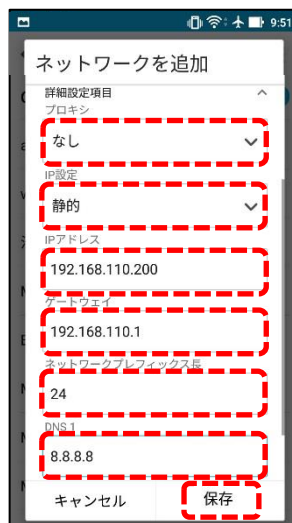 9:51
ネットワークを追加
詳細設定項目
プロキシ
なし
IP設定
静的
IPアドレス
192.168.110.200
ゲートウェイ
192.168.110.1
ネットワークプレフィックス長
24
DNS 1
8.8.8.8
キャンセル
保存